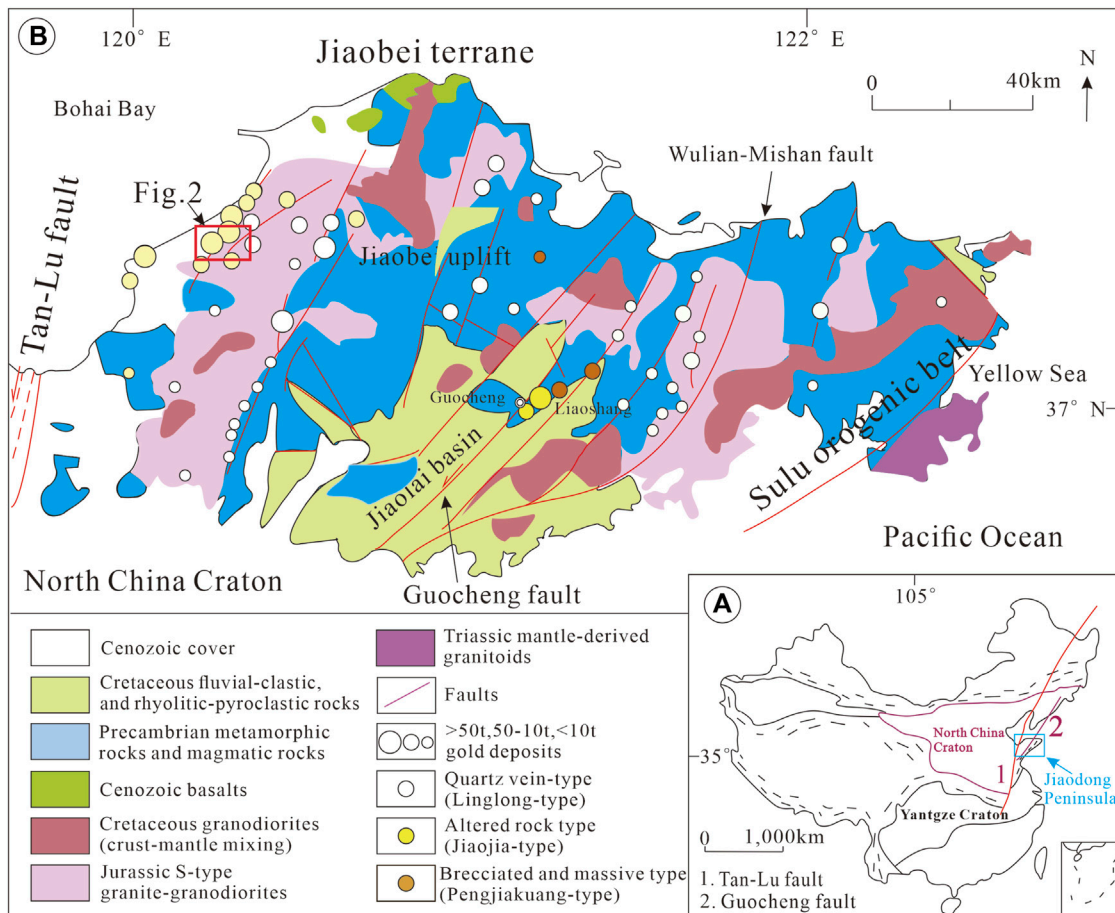 B
120° E
122° E
Jiaobei terrane
N
0 40km
Bohai Bay
Wulian-Mishan fault
Fig.2
Tan-Lu fault
Jiaobei uplift
Guocheng
Liaoshang
Yellow Sea
37° N
Jiaolai basin
Sulu orogenic belt
Pacific Ocean
North China Craton
Guocheng fault
Cenozoic cover
Cretaceous fluvial-clastic,
and rhyolitic-pyroclastic rocks
Precambrian metamorphic
rocks and magmatic rocks
Cenozoic basalts
Cretaceous granodiorites
(crust-mantle mixing)
Jurassic S-type
granite-granodiorites
Triassic mantle-derived
granitoids
Faults
>50t,50-10t,<10t
gold deposits
Quartz vein-type
(Linglong-type)
Altered rock type
(Jiaojia-type)
Brecciated and massive type
(Pengjiakuang-type)
A
105°
35°
North China
Craton
2
1
Jiaodong
Peninsula
Yantgze Craton
0 1,000km
1. Tan-Lu fault
2. Guocheng fault